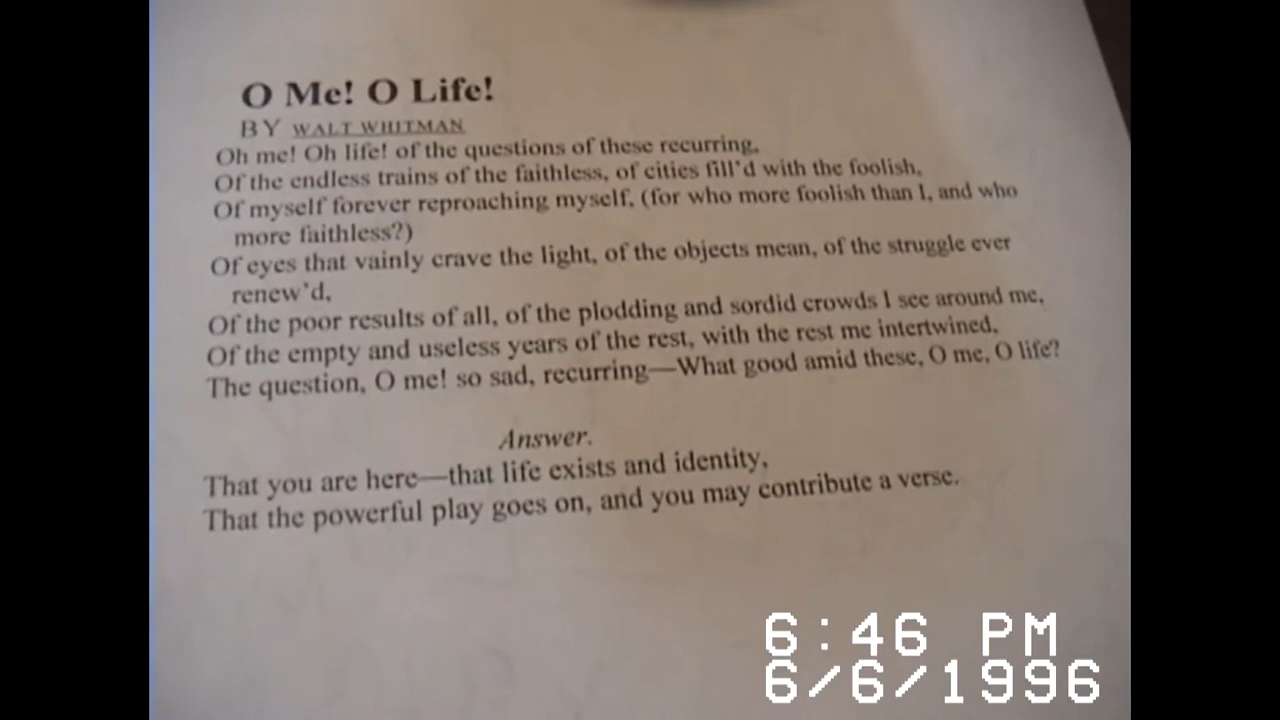 O Me! O Life!
BY WALT WHITMAN
Oh me! Oh life! of the questions of these recurring,
Of the endless trains of the faithless, of cities fill'd with the foolish,
Of myself forever reproaching myself, (for who more foolish than I, and who
more faithless?)
Of eyes that vainly crave the light, of the objects mean, of the struggle ever
renew'd,
Of the poor results of all, of the plodding and sordid crowds I see around me,
Of the empty and useless years of the rest, with the rest me intertwined,
The question, O me! so sad, recurring—What good amid these, O me, O life?
Answer.
That you are here—that life exists and identity,
That the powerful play goes on, and you may contribute a verse.
6:46 PM
6/6/1996